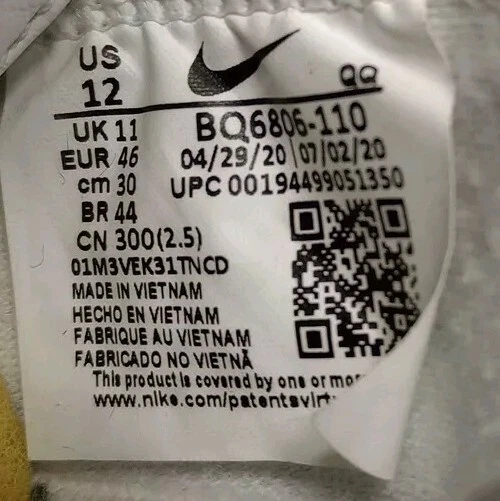 US
12
QQ
UK 11
BQ6806-110
EUR 46
04/29/20 07/02/20
cm 30
UPC 00194499051350
BR 44
CN 300(2.5)
01M3VEK31TNCD
MADE IN VIETNAM
HECHO EN VIETNAM
FABRIQUE AU VIETNAM
FABRICADO NO VIETNÃ
This product is covered by one or mor
www.nike.com/patentsvirt